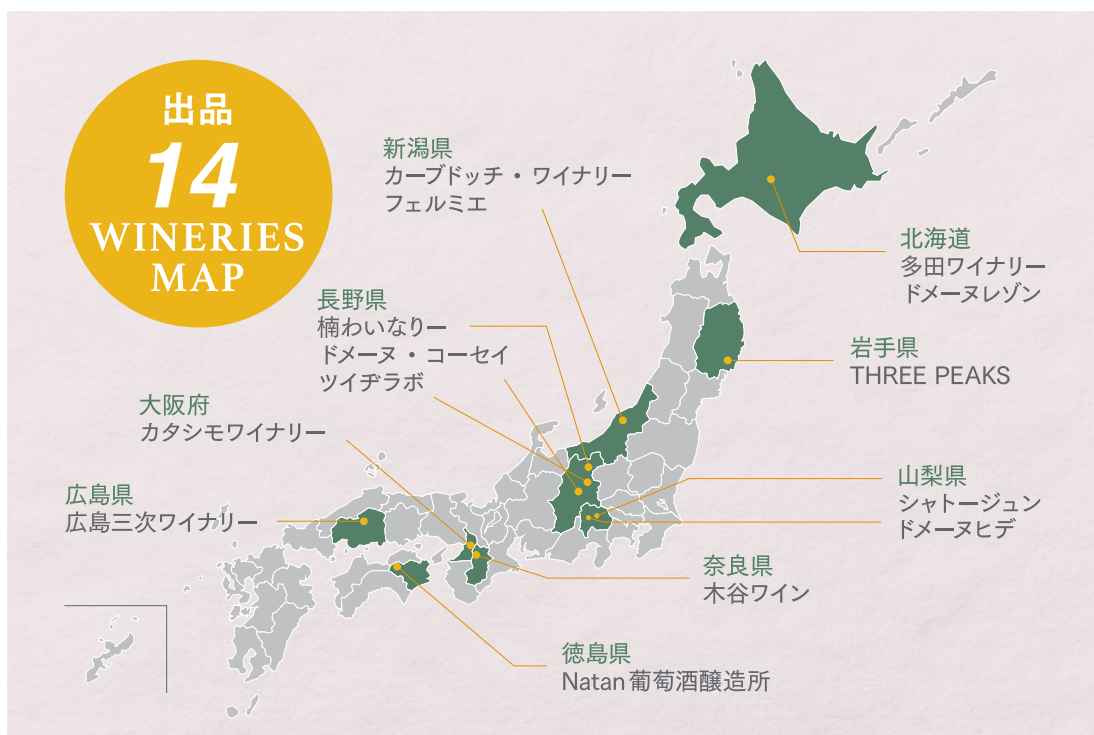 出品
14
WINERIES
MAP
新潟県
カーブドッチ・ワイナリー
フェルミエ
北海道
多田ワイナリー
ドメーヌレゾン
長野県
楠わいなりー
ドメーヌ・コーセイ
ツイヂラボ
岩手県
THREE PEAKS
大阪府
カタシモワイナリー
山梨県
シャトージュン
ドメーヌヒデ
広島県
広島三次ワイナリー
奈良県
木谷ワイン
徳島県
Natan葡萄酒醸造所